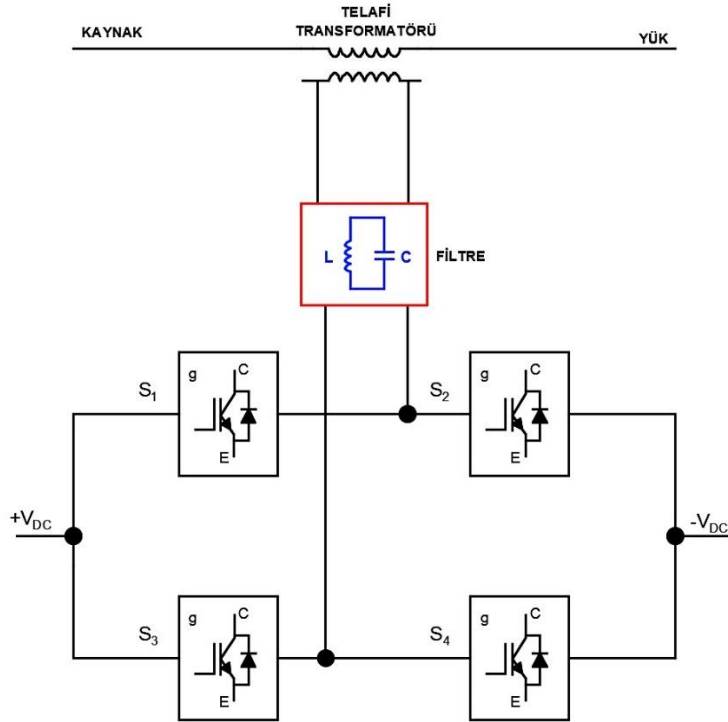 TELAFİ
TRANSFORMATÖRÜ
KAYNAK
YÜK
L
C
FİLTRE
S1
g
C
E
S2
g
C
E
+VDC
-VDC
S3
g
C
E
S4
g
C
E